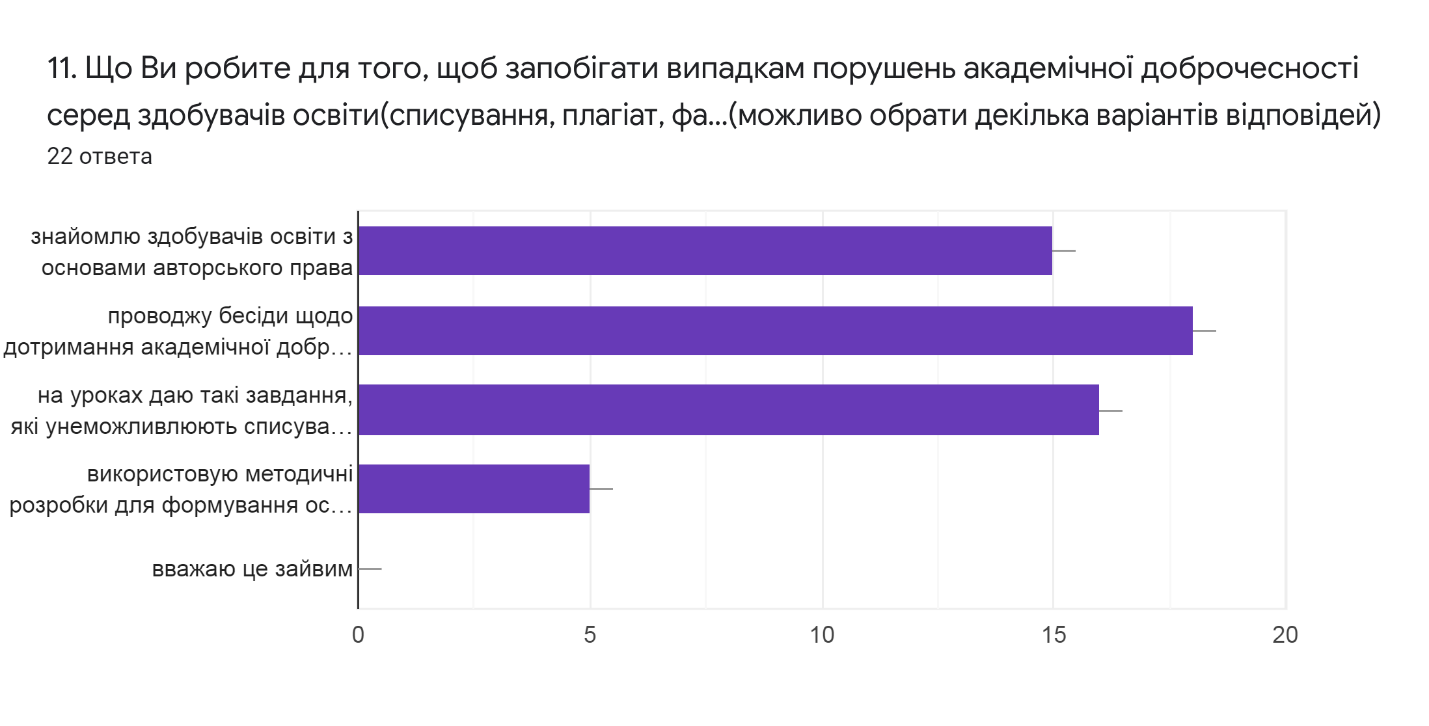 11. Що Ви робите для того, щоб запобігати випадкам порушень академічної доброчесності
серед здобувачів освіти(списування, плагіат, фа...(можливо обрати декілька варіантів відповідей)
22 ответа
знайомлю здобувачів освіти з
основами авторського права
проводжу бесіди щодо
дотримання академічної добр…
на уроках даю такі завдання,
які унеможливлюють списува…
використовую методичні
розробки для формування ос…
вважаю це зайвим
0 5 10 15 20